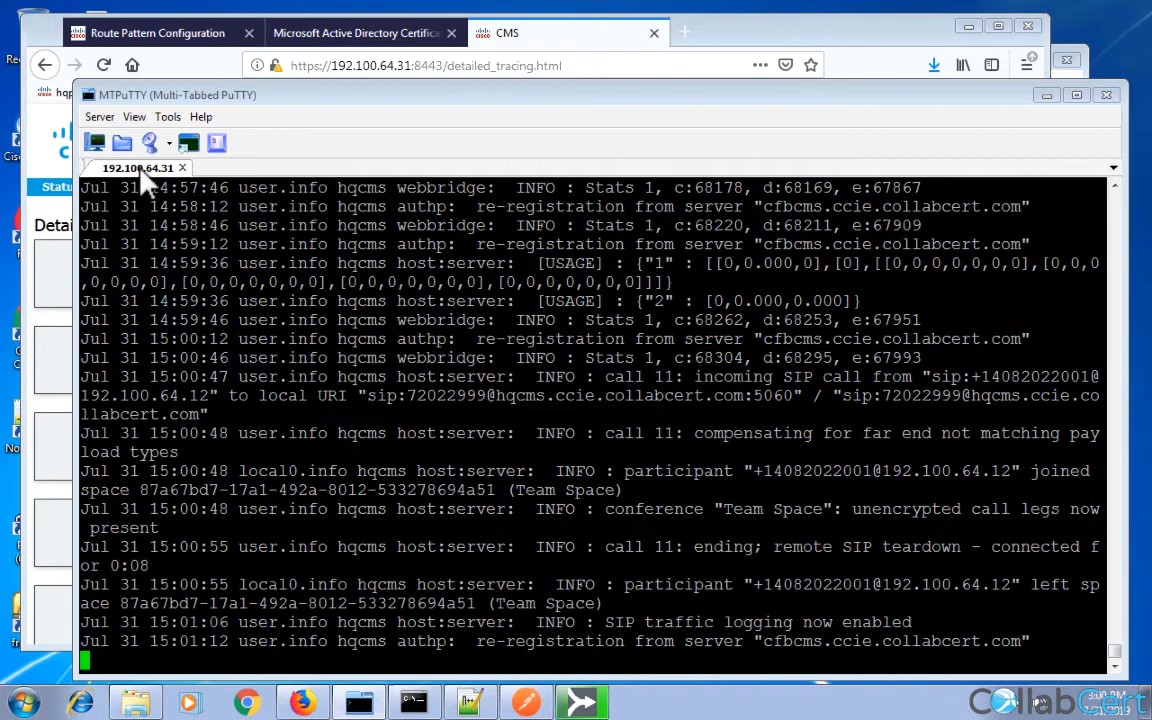 Route Pattern Configuration
Microsoft Active Directory Certifica
CMS
https://192.100.64.31:8443/detailed_tracing.html
hqp
Statu
Detai
MTPuTTY (Multi-Tabbed PuTTY)
Server View Tools Help
192.100.64.31
Jul 31 14:57:46 user.info hqcms webbridge:  INFO : Stats 1, c:68178, d:68169, e:67867
Jul 31 14:58:12 user.info hqcms authp:  re-registration from server "cfbcms.ccie.collabcert.com"
Jul 31 14:58:46 user.info hqcms webbridge:  INFO : Stats 1, c:68220, d:68211, e:67909
Jul 31 14:59:12 user.info hqcms authp:  re-registration from server "cfbcms.ccie.collabcert.com"
Jul 31 14:59:36 user.info hqcms host:server:  [USAGE] : {"1" : [[0,0.000,0],[0],[[0,0,0,0,0,0,0],[0,0,0
,0,0,0,0],[0,0,0,0,0,0,0],[0,0,0,0,0,0,0],[0,0,0,0,0,0,0]]]}
Jul 31 14:59:36 user.info hqcms host:server:  [USAGE] : {"2" : [0,0.000,0.000]}
Jul 31 14:59:46 user.info hqcms webbridge:  INFO : Stats 1, c:68262, d:68253, e:67951
Jul 31 15:00:12 user.info hqcms authp:  re-registration from server "cfbcms.ccie.collabcert.com"
Jul 31 15:00:46 user.info hqcms webbridge:  INFO : Stats 1, c:68304, d:68295, e:67993
Jul 31 15:00:47 user.info hqcms host:server:  INFO : call 11: incoming SIP call from "sip:+14082022001@
192.100.64.12" to local URI "sip:72022999@hqcms.ccie.collabcert.com:5060" / "sip:72022999@hqcms.ccie.co
llabcert.com"
Jul 31 15:00:48 user.info hqcms host:server:  INFO : call 11: compensating for far end not matching pay
load types
Jul 31 15:00:48 local0.info hqcms host:server:  INFO : participant "+14082022001@192.100.64.12" joined
space 87a67bd7-17a1-492a-8012-533278694a51 (Team Space)
Jul 31 15:00:48 user.info hqcms host:server:  INFO : conference "Team Space": unencrypted call legs now
present
Jul 31 15:00:55 user.info hqcms host:server:  INFO : call 11: ending; remote SIP teardown - connected f
or 0:08
Jul 31 15:00:55 local0.info hqcms host:server:  INFO : participant "+14082022001@192.100.64.12" left sp
ace 87a67bd7-17a1-492a-8012-533278694a51 (Team Space)
Jul 31 15:01:06 user.info hqcms host:server:  INFO : SIP traffic logging now enabled
Jul 31 15:01:12 user.info hqcms authp:  re-registration from server "cfbcms.ccie.collabcert.com"
COLLABCERT